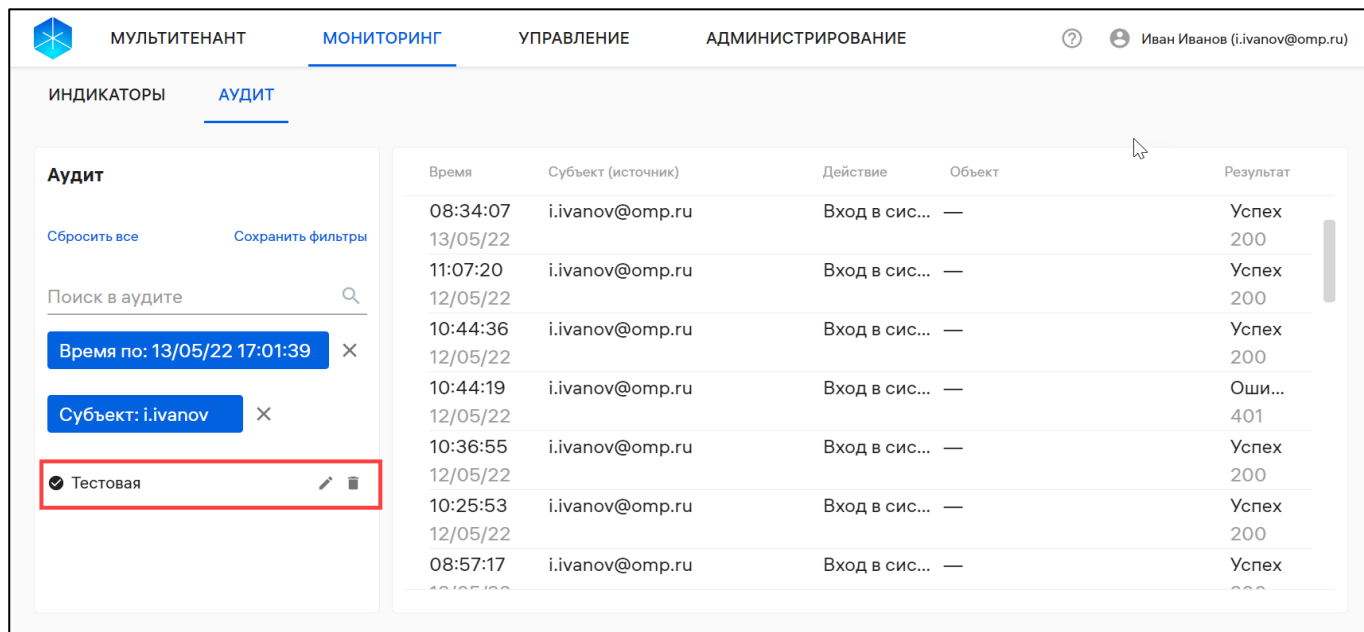 МУЛЬТИТЕНАНТ МОНИТОРИНГ УПРАВЛЕНИЕ АДМИНИСТРИРОВАНИЕ Иван Иванов (i.ivanov@omp.ru)
ИНДИКАТОРЫ АУДИТ
Аудит
Сбросить все Сохранить фильтры
Поиск в аудите
Время по: 13/05/22 17:01:39
Субъект: i.ivanov
Тестовая
Время Субъект (источник) Действие Объект Результат
08:34:07 i.ivanov@omp.ru Вход в сис... — Успех
13/05/22 200
11:07:20 i.ivanov@omp.ru Вход в сис... — Успех
12/05/22 200
10:44:36 i.ivanov@omp.ru Вход в сис... — Успех
12/05/22 200
10:44:19 i.ivanov@omp.ru Вход в сис... — Оши...
12/05/22 401
10:36:55 i.ivanov@omp.ru Вход в сис... — Успех
12/05/22 200
10:25:53 i.ivanov@omp.ru Вход в сис... — Успех
12/05/22 200
08:57:17 i.ivanov@omp.ru Вход в сис... — Успех